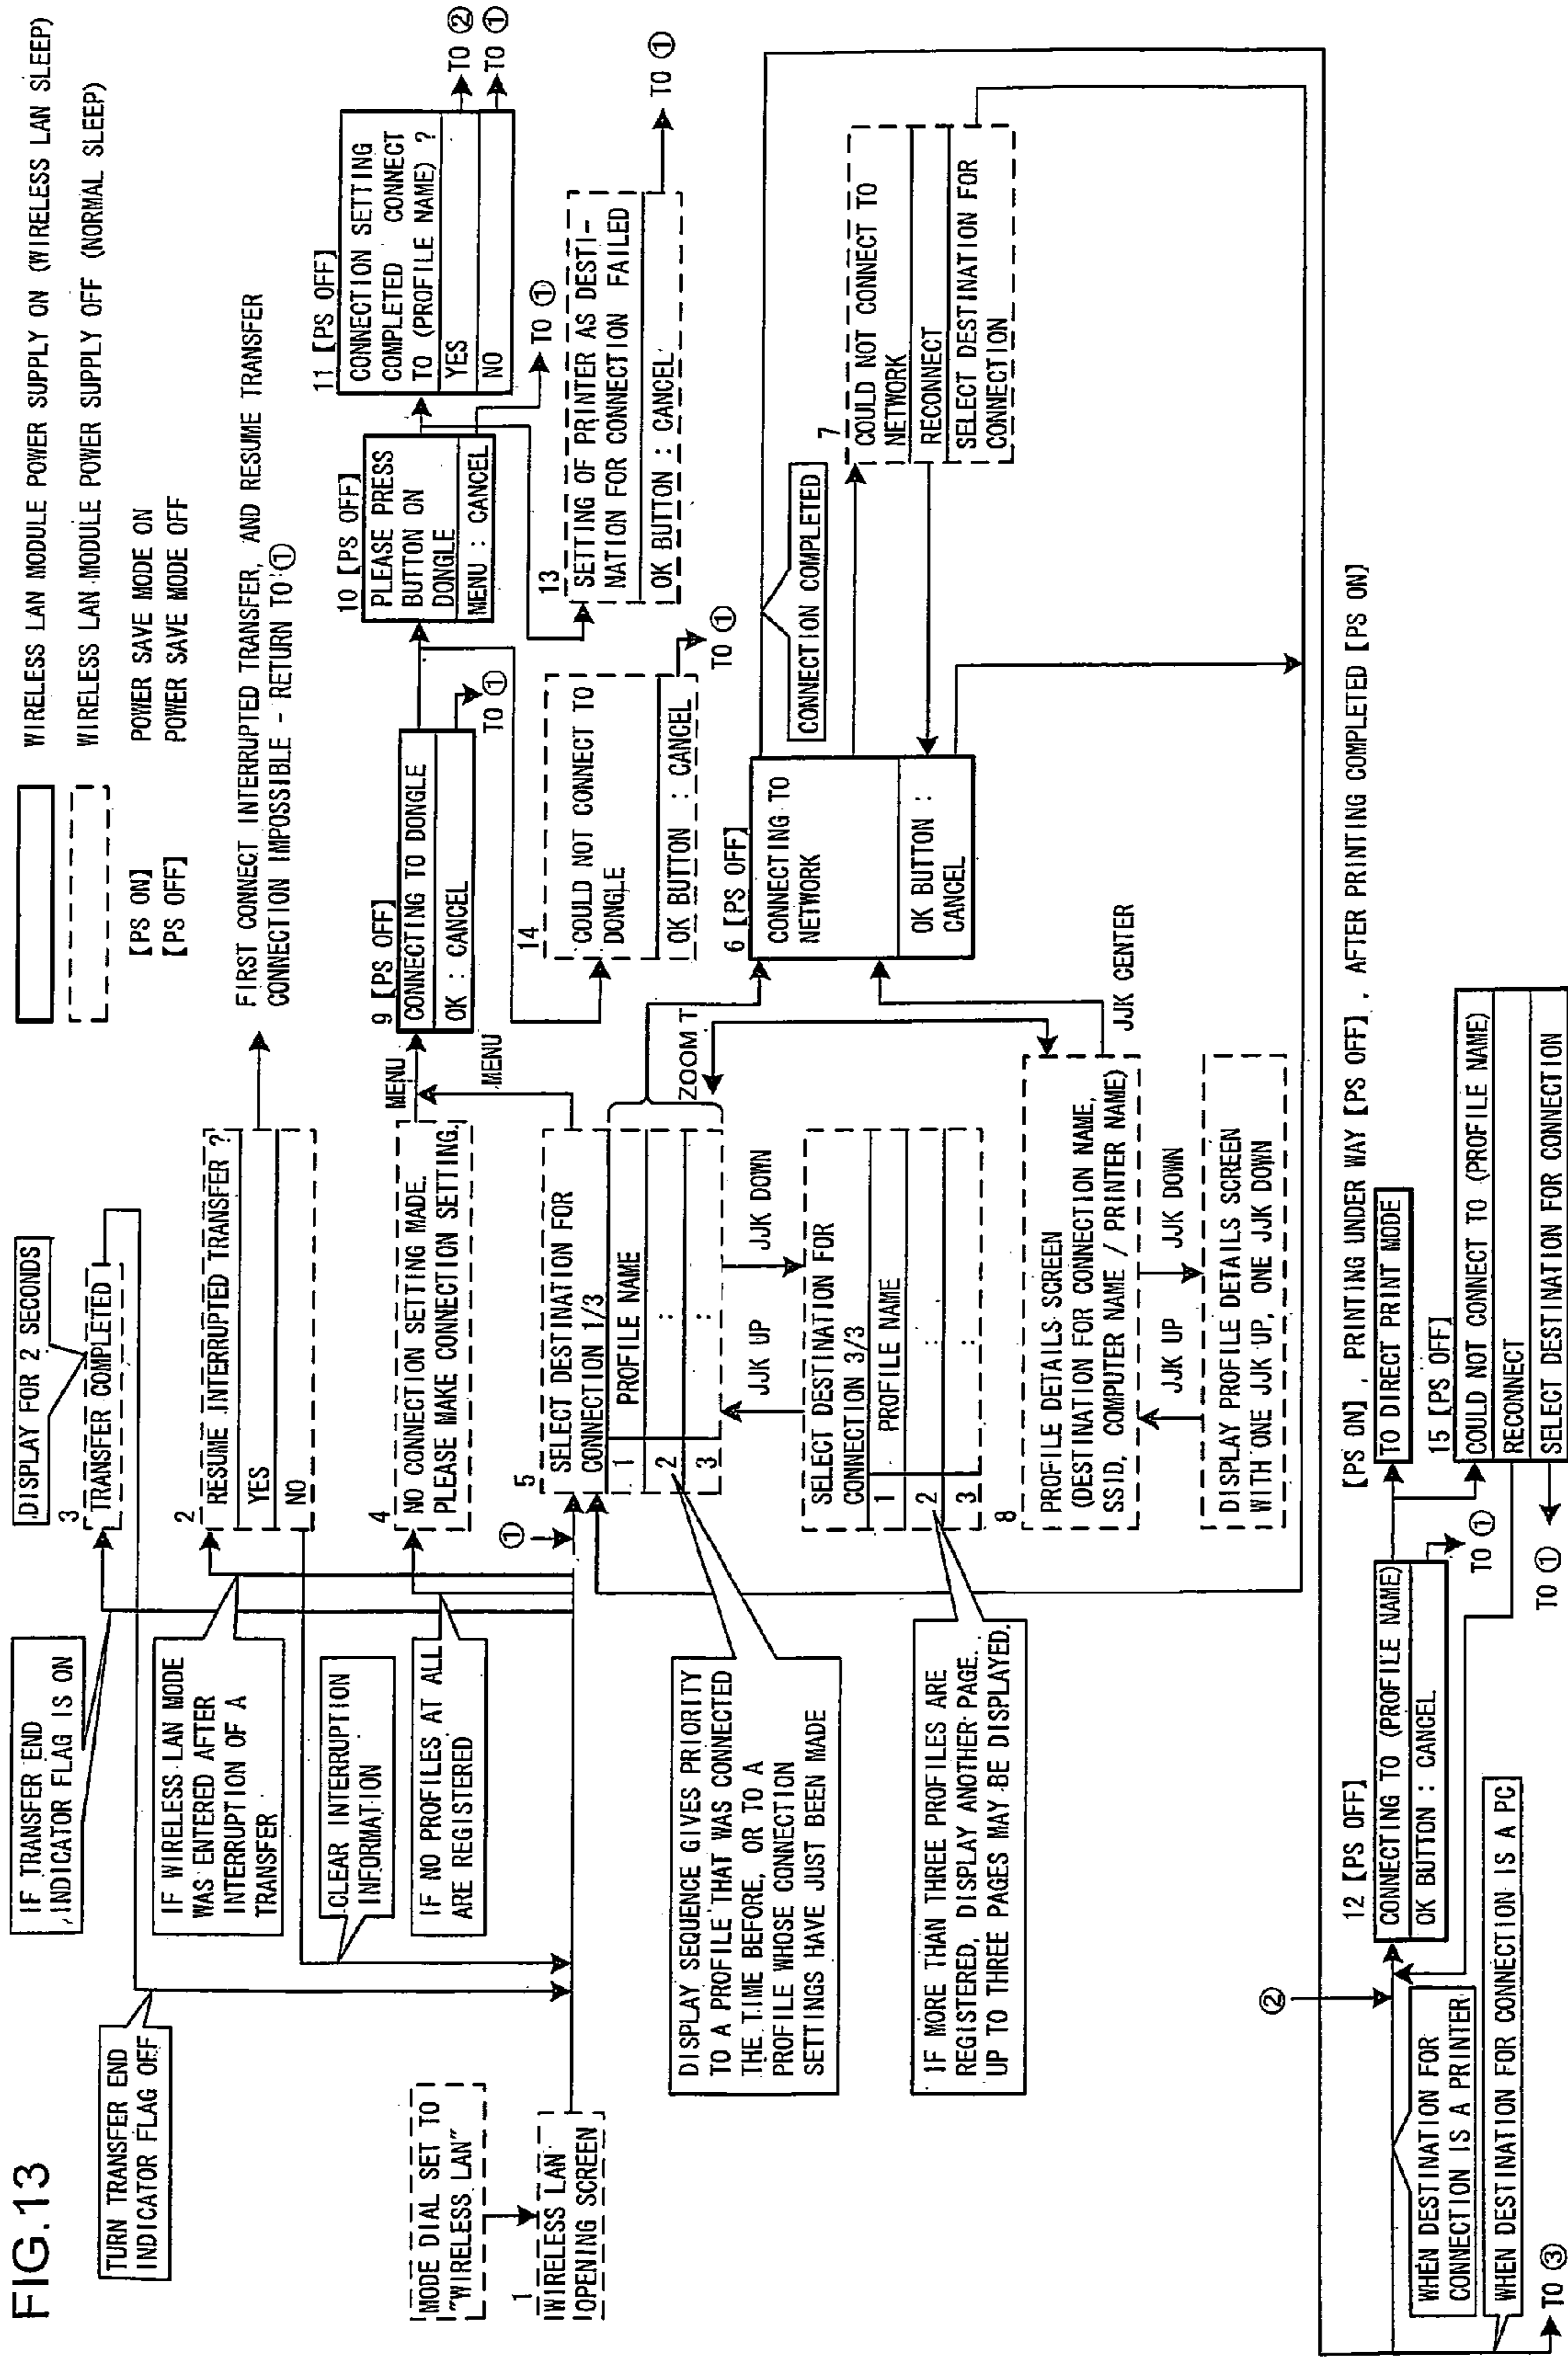 FIG.13
WIRELESS LAN MODULE POWER SUPPLY ON (WIRELESS LAN SLEEP)
WIRELESS LAN MODULE POWER SUPPLY OFF (NORMAL SLEEP)
[PS ON] POWER SAVE MODE ON
[PS OFF] POWER SAVE MODE OFF
TURN TRANSFER END
INDICATOR FLAG OFF
IF TRANSFER END
INDICATOR FLAG IS ON
DISPLAY FOR 2 SECONDS
3
TRANSFER COMPLETED
IF WIRELESS LAN MODE
WAS ENTERED AFTER
INTERRUPTION OF A
TRANSFER
2
RESUME INTERRUPTED TRANSFER ?
YES
NO
FIRST CONNECT INTERRUPTED TRANSFER, AND RESUME TRANSFER
CONNECTION IMPOSSIBLE - RETURN TO ①
CLEAR INTERRUPTION
INFORMATION
IF NO PROFILES AT ALL
ARE REGISTERED
4
NO CONNECTION SETTING MADE.
PLEASE MAKE CONNECTION SETTING.
MENU
MENU
9 [PS OFF]
CONNECTING TO DONGLE
OK : CANCEL
TO ①
10 [PS OFF]
PLEASE PRESS
BUTTON ON
DONGLE
MENU : CANCEL
TO ①
11 [PS OFF]
CONNECTION SETTING
COMPLETED CONNECT
TO (PROFILE NAME) ?
YES
NO
TO ②
TO ①
13
SETTING OF PRINTER AS DESTI-
NATION FOR CONNECTION FAILED
OK BUTTON : CANCEL
TO ①
14
COULD NOT CONNECT TO
DONGLE
OK BUTTON : CANCEL
TO ①
MODE DIAL SET TO
"WIRELESS LAN"
1
WIRELESS LAN
OPENING SCREEN
①
5
SELECT DESTINATION FOR
CONNECTION 1/3
1 PROFILE NAME
2 :
3 :
DISPLAY SEQUENCE GIVES PRIORITY
TO A PROFILE THAT WAS CONNECTED
THE TIME BEFORE, OR TO A
PROFILE WHOSE CONNECTION
SETTINGS HAVE JUST BEEN MADE
ZOOM T
JJK UP
JJK DOWN
SELECT DESTINATION FOR
CONNECTION 3/3
1 PROFILE NAME
2 :
3 :
IF MORE THAN THREE PROFILES ARE
REGISTERED, DISPLAY ANOTHER PAGE.
UP TO THREE PAGES MAY BE DISPLAYED.
8
PROFILE DETAILS SCREEN
(DESTINATION FOR CONNECTION NAME,
SSID, COMPUTER NAME / PRINTER NAME)
JJK CENTER
JJK UP
JJK DOWN
DISPLAY PROFILE DETAILS SCREEN
WITH ONE JJK UP, ONE JJK DOWN
6 [PS OFF]
CONNECTING TO
NETWORK
OK BUTTON :
CANCEL
CONNECTION COMPLETED
7
COULD NOT CONNECT TO
NETWORK
RECONNECT
SELECT DESTINATION FOR
CONNECTION
②
WHEN DESTINATION FOR
CONNECTION IS A PRINTER
WHEN DESTINATION FOR CONNECTION IS A PC
TO ③
12 [PS OFF]
CONNECTING TO (PROFILE NAME)
OK BUTTON : CANCEL
TO ①
[PS ON], PRINTING UNDER WAY [PS OFF], AFTER PRINTING COMPLETED [PS ON]
TO DIRECT PRINT MODE
15 [PS OFF]
COULD NOT CONNECT TO (PROFILE NAME)
RECONNECT
SELECT DESTINATION FOR CONNECTION
TO ①